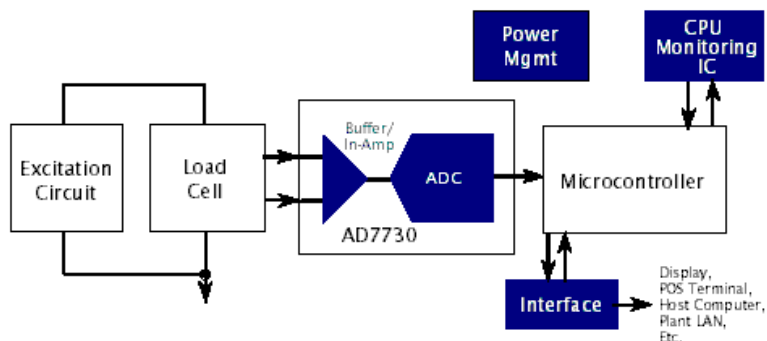 Power
Mgmt
CPU
Monitoring
IC
Excitation
Circuit
Load
Cell
Buffer/
In-Amp
ADC
AD7730
Microcontroller
Interface
Display,
POS Terminal,
Host Computer,
Plant LAN,
Etc.